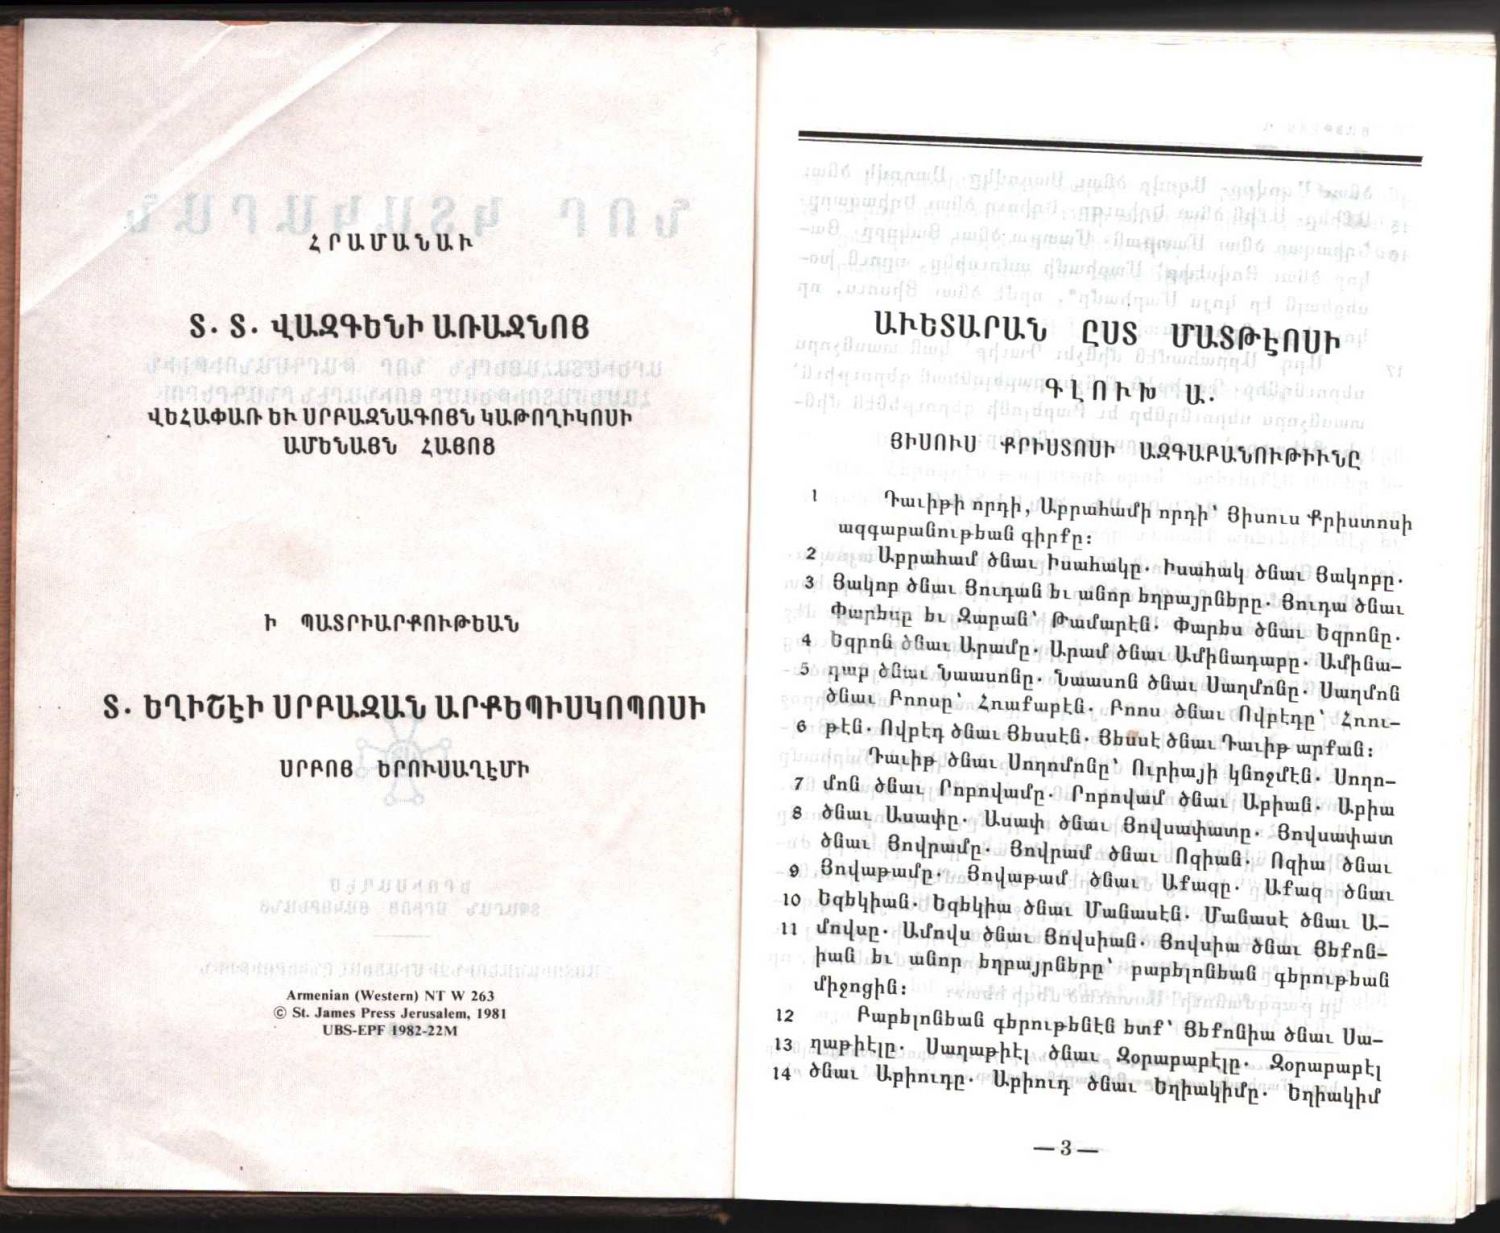 ՀՐԱՄԱՆԱՒ
Տ. Տ. ՎԱԶԳԵՆԻ ԱՌԱՋՆՈՅ
ՎԵՀԱՓԱՌ ԵՒ ՍՐԲԱԶՆԱԳՈՅՆ ԿԱԹՈՂԻԿՈՍԻ
ԱՄԵՆԱՅՆ ՀԱՅՈՑ
Ի ՊԱՏՐԻԱՐՔՈՒԹԵԱՆ
Տ. ԵՂԻՇԷԻ ՍՐԲԱԶԱՆ ԱՐՔԵՊԻՍԿՈՊՈՍԻ
ՍՐԲՈՑ ԵՐՈՒՍԱՂԷՄԻ
Armenian (Western) NT W 263
© St. James Press Jerusalem, 1981
UBS-EPF 1982-22M
ԱՒԵՏԱՐԱՆ ԸՍՏ ՄԱՏԹԷՈՍԻ
ԳԼՈՒԽ Ա.
ՅԻՍՈՒՍ ՔՐԻՍՏՈՍԻ ԱԶԳԱԲԱՆՈՒԹԻՒՆԸ
1 Դաւիթի որդի, Աբրահամի որդի՝ Յիսուս Քրիստոսի
ազգաբանութեան գիրքը։
2 Աբրահամ ծնաւ Իսահակը. Իսահակ ծնաւ Յակոբը.
3 Յակոբ ծնաւ Յուդան եւ անոր եղբայրները. Յուդա ծնաւ
Փարեսը եւ Զարան՝ Թամարէն. Փարես ծնաւ Եզրոնը.
4 Եզրոն ծնաւ Արամը. Արամ ծնաւ Ամինադաբը. Ամինա–
5 դաբ ծնաւ Նաասոնը. Նաասոն ծնաւ Սաղմոնը. Սաղմոն
ծնաւ Բոոսը՝ Հռաքաբէն. Բոոս ծնաւ Ովբէդը՝ Հռու–
6 թէն. Ովբէդ ծնաւ Յեսսէն. Յեսսէ ծնաւ Դաւիթ արքան։
Դաւիթ ծնաւ Սողոմոնը՝ Ուրիայի կնոջմէն. Սողո–
7 մոն ծնաւ Րոբովամը. Րոբովամ ծնաւ Աբիան. Աբիա
8 ծնաւ Ասափը. Ասափ ծնաւ Յովսափատը. Յովսափատ
ծնաւ Յովրամը. Յովրամ ծնաւ Ոզիան. Ոզիա ծնաւ
9 Յովաթամը. Յովաթամ ծնաւ Աքազը. Աքազ ծնաւ
10 Եզեկիան. Եզեկիա ծնաւ Մանասէն. Մանասէ ծնաւ Ա–
11 մովսը. Ամովս ծնաւ Յովսիան. Յովսիա ծնաւ Յեքոն–
իան եւ անոր եղբայրները՝ բաբելոնեան գերութեան
միջոցին։
12 Բաբելոնեան գերութենէն ետք՝ Յեքոնիա ծնաւ Սա–
13 ղաթիէլը. Սաղաթիէլ ծնաւ Զօրաբաբէլը. Զօրաբաբէլ
14 ծնաւ Աբիուդը. Աբիուդ ծնաւ Եղիակիմը. Եղիակիմ
— 3 —